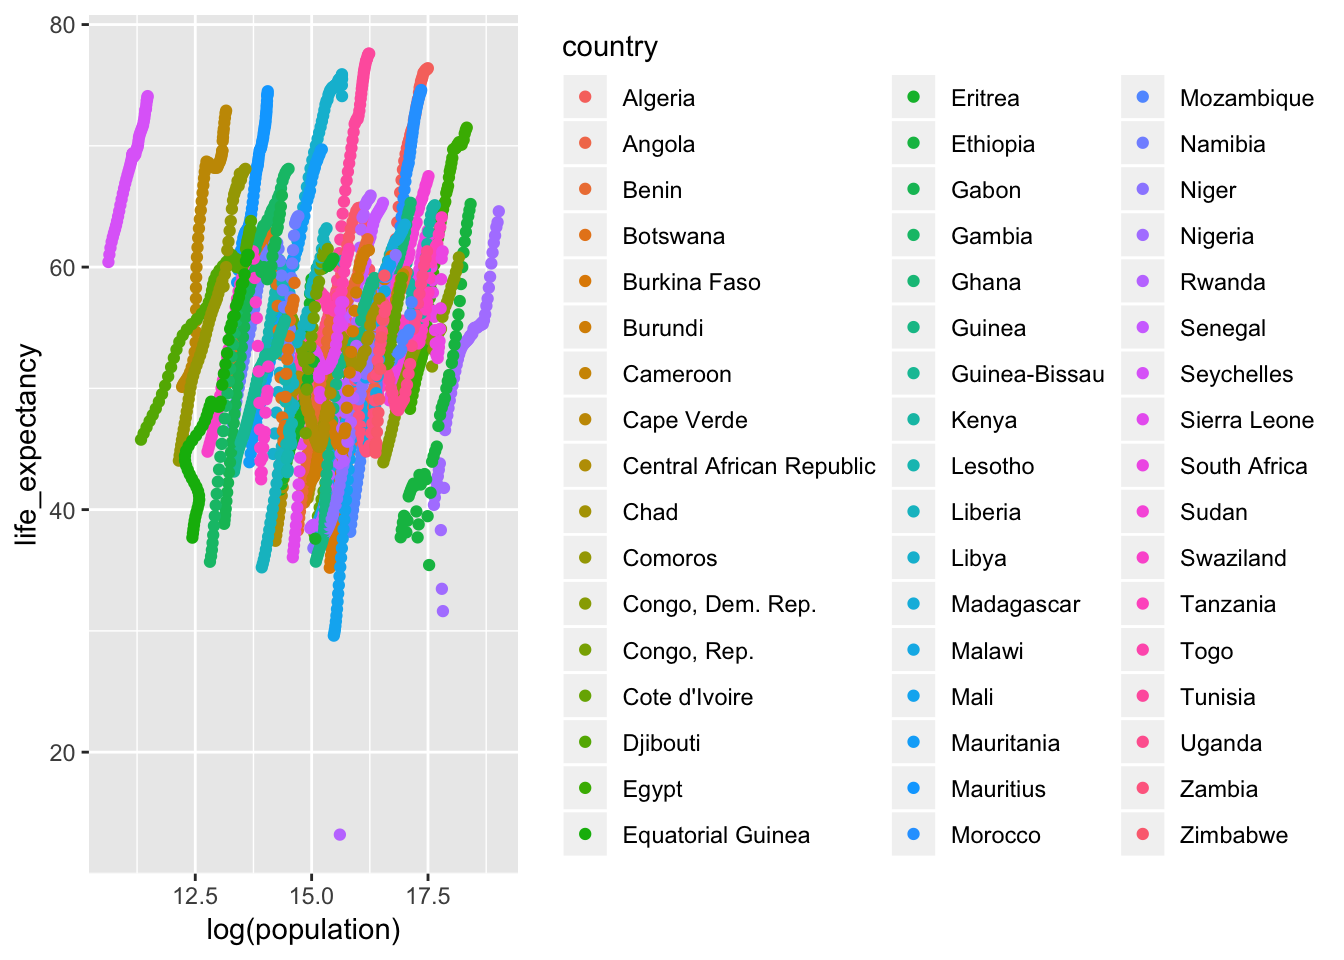 80
60
40
20
life_expectancy
12.5
15.0
17.5
log(population)
country
Algeria
Angola
Benin
Botswana
Burkina Faso
Burundi
Cameroon
Cape Verde
Central African Republic
Chad
Comoros
Congo, Dem. Rep.
Congo, Rep.
Cote d'Ivoire
Djibouti
Egypt
Equatorial Guinea
Eritrea
Ethiopia
Gabon
Gambia
Ghana
Guinea
Guinea-Bissau
Kenya
Lesotho
Liberia
Libya
Madagascar
Malawi
Mali
Mauritania
Mauritius
Morocco
Mozambique
Namibia
Niger
Nigeria
Rwanda
Senegal
Seychelles
Sierra Leone
South Africa
Sudan
Swaziland
Tanzania
Togo
Tunisia
Uganda
Zambia
Zimbabwe